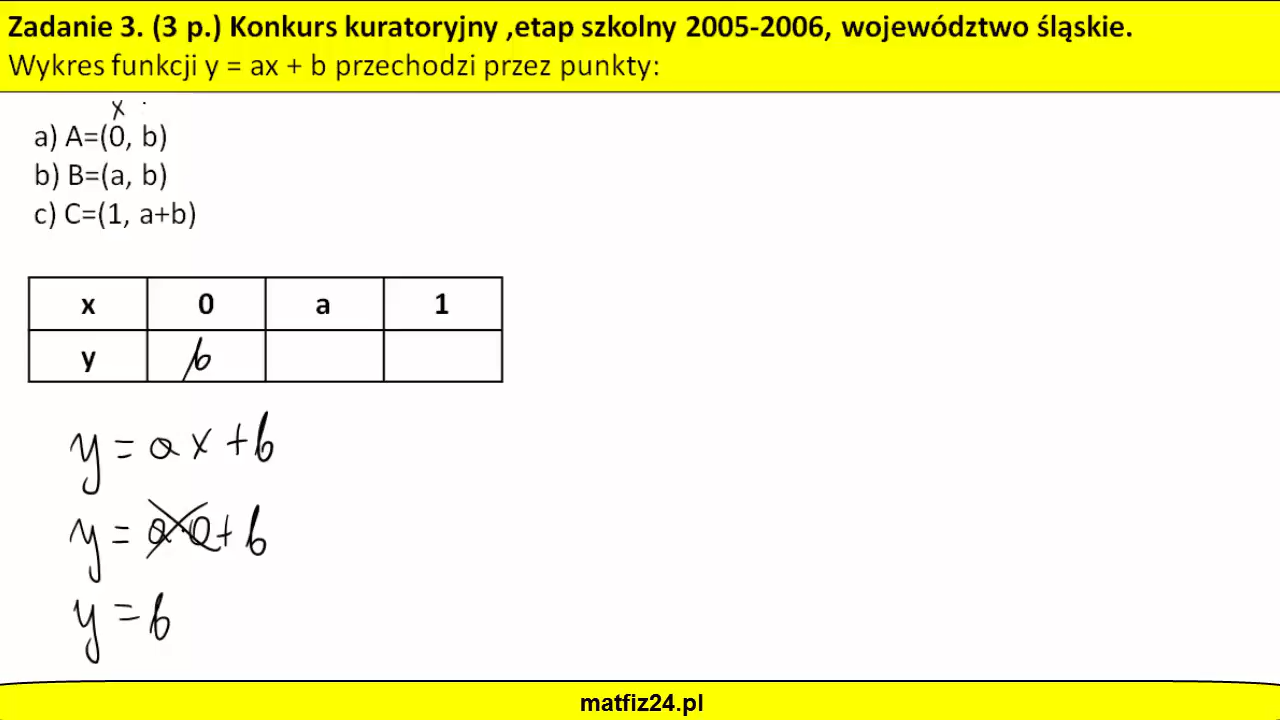 Zadanie 3. (3 p.) Konkurs kuratoryjny ,etap szkolny 2005-2006, województwo śląskie.
Wykres funkcji y = ax + b przechodzi przez punkty:
x
a) A=(0, b)
b) B=(a, b)
c) C=(1, a+b)
x 0 a 1
y b
y = ax + b
y = a·0 + b
y = b
matfiz24.pl